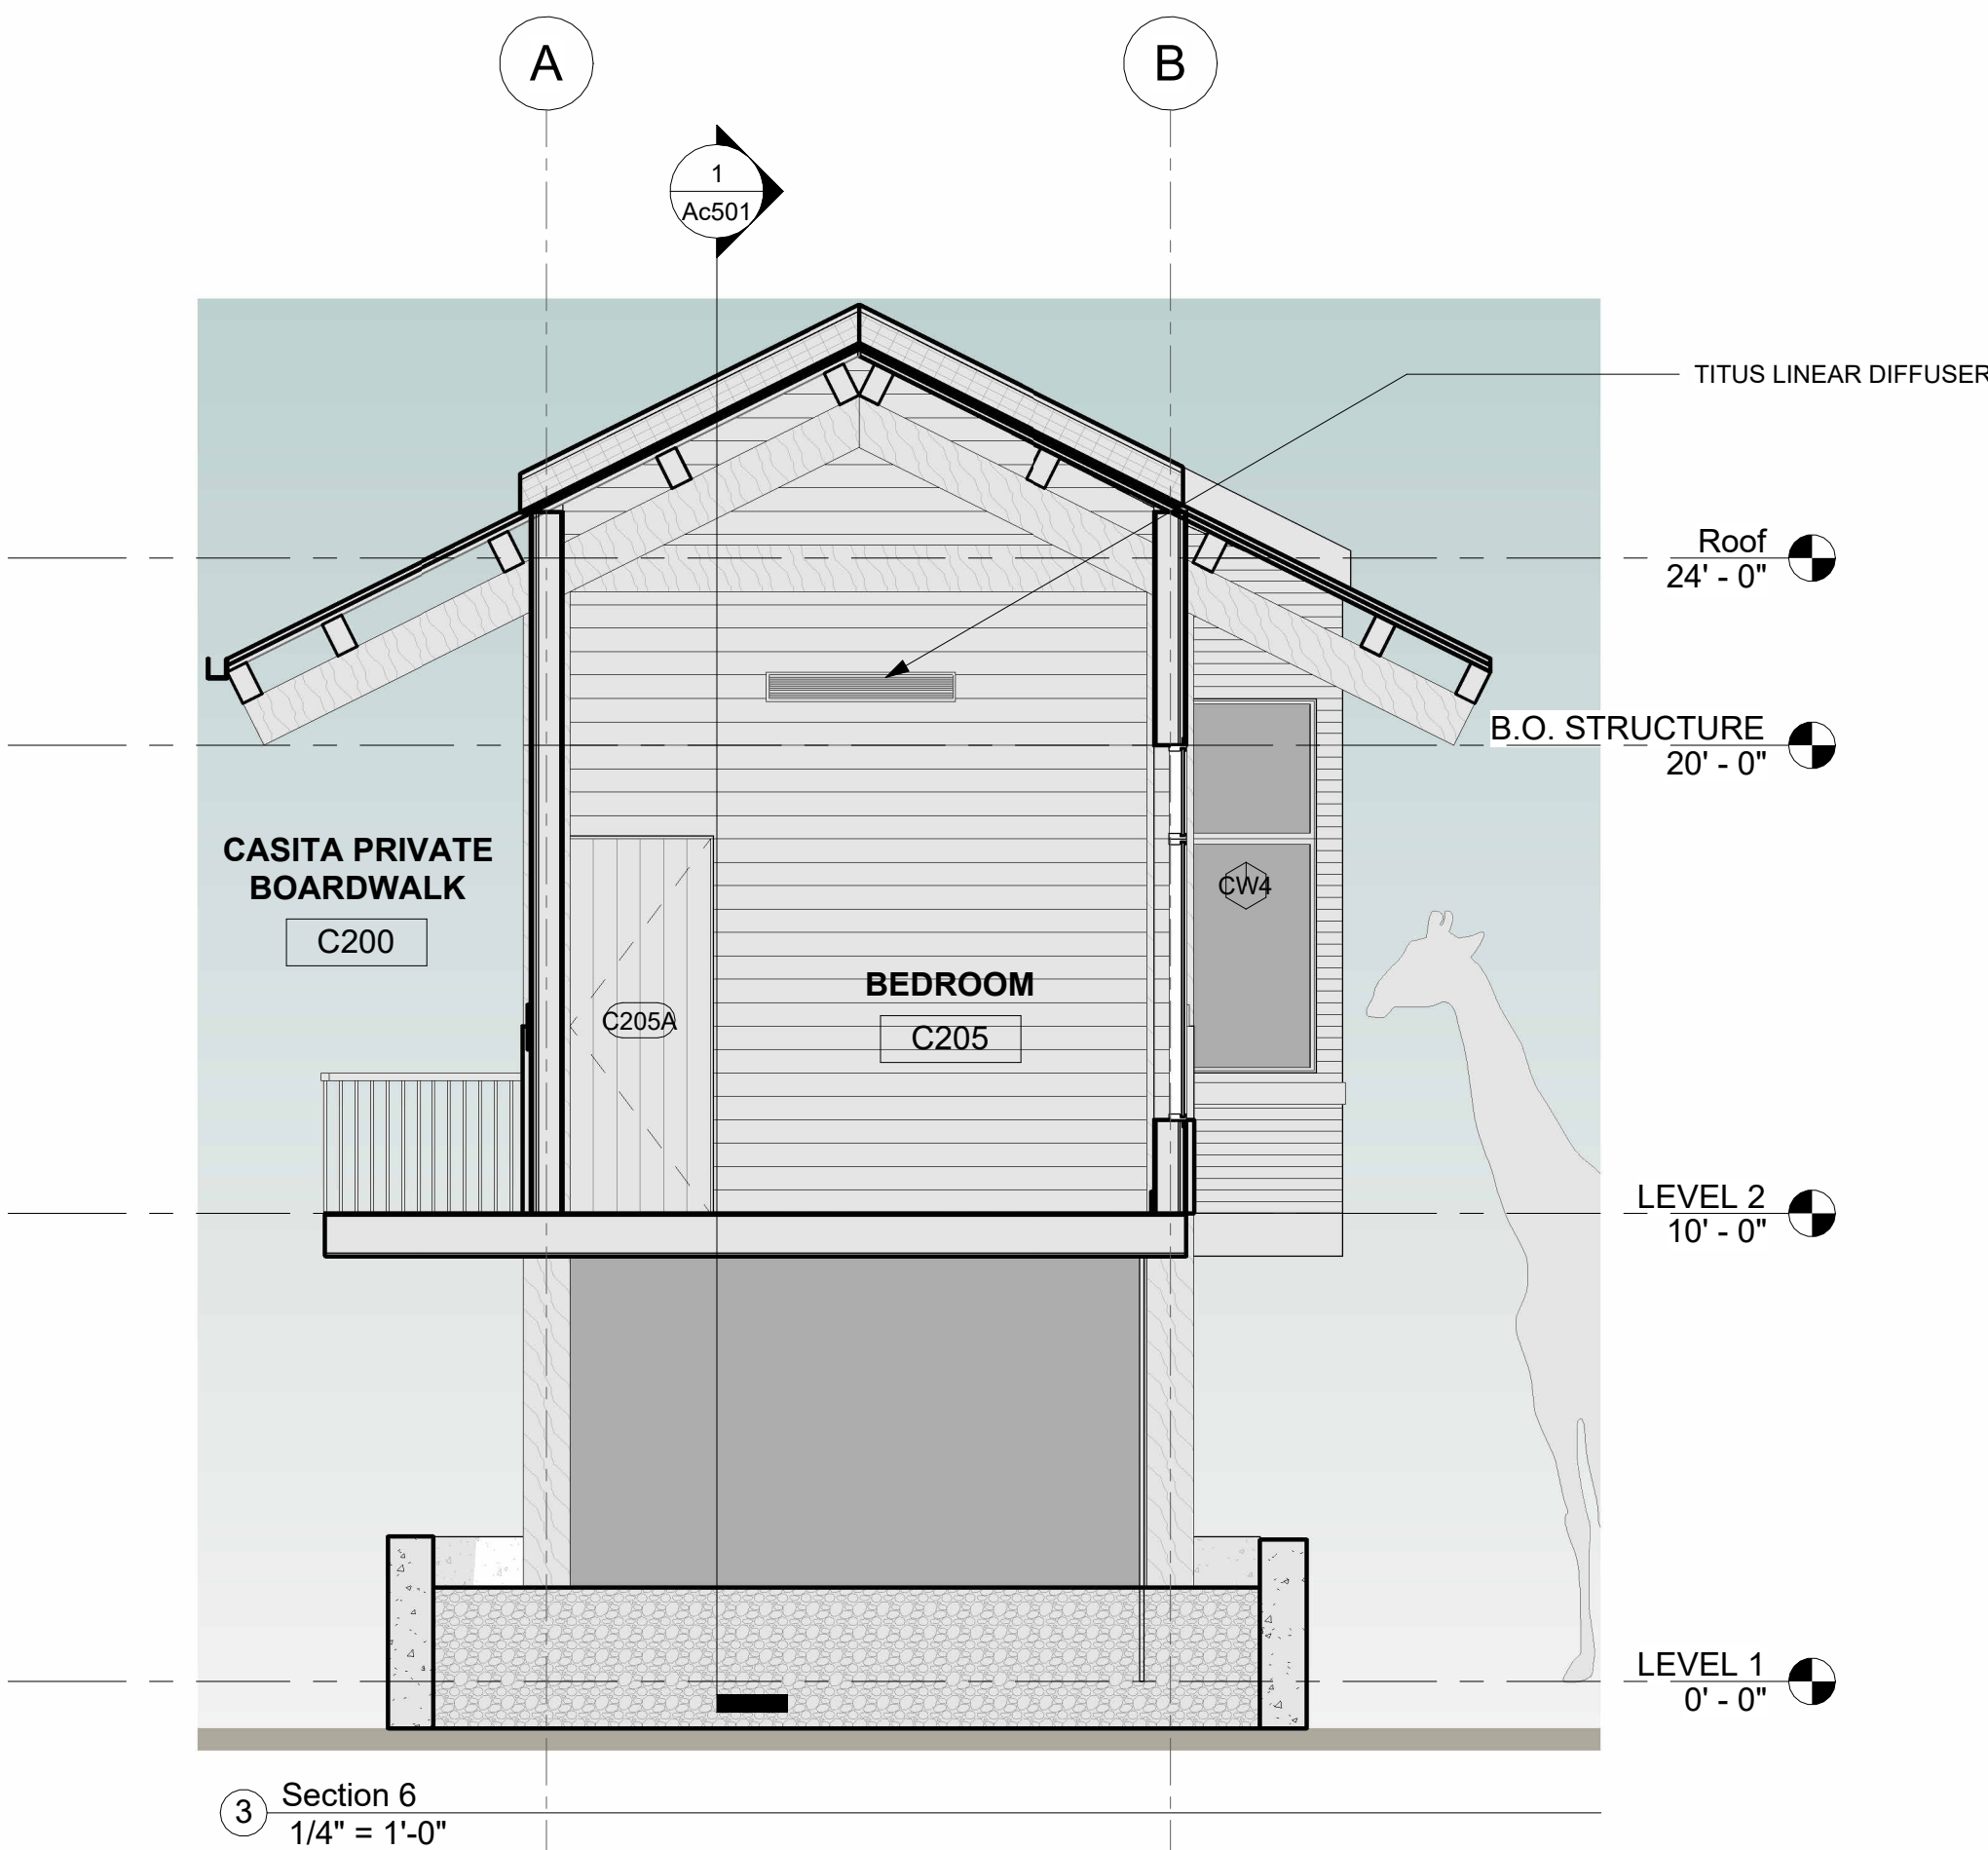 A
B
1
Ac501
TITUS LINEAR DIFFUSER
Roof
24' - 0"
B.O. STRUCTURE
20' - 0"
CASITA PRIVATE
BOARDWALK
C200
CW4
BEDROOM
C205A
C205
LEVEL 2
10' - 0"
LEVEL 1
0' - 0"
3
Section 6
1/4" = 1'-0"